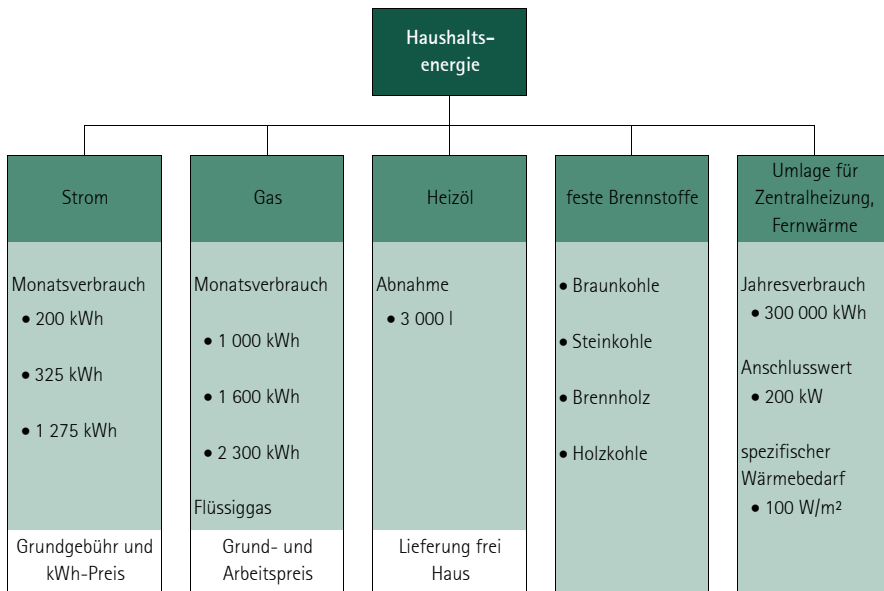 Haushalts-
energie
Strom
Monatsverbrauch
• 200 kWh
• 325 kWh
• 1 275 kWh
Grundgebühr und
kWh-Preis
Gas
Monatsverbrauch
• 1 000 kWh
• 1 600 kWh
• 2 300 kWh
Flüssiggas
Grund- und
Arbeitspreis
Heizöl
Abnahme
• 3 000 l
Lieferung frei
Haus
feste Brennstoffe
• Braunkohle
• Steinkohle
• Brennholz
• Holzkohle
Umlage für
Zentralheizung,
Fernwärme
Jahresverbrauch
• 300 000 kWh
Anschlusswert
• 200 kW
spezifischer
Wärmebedarf
• 100 W/m²